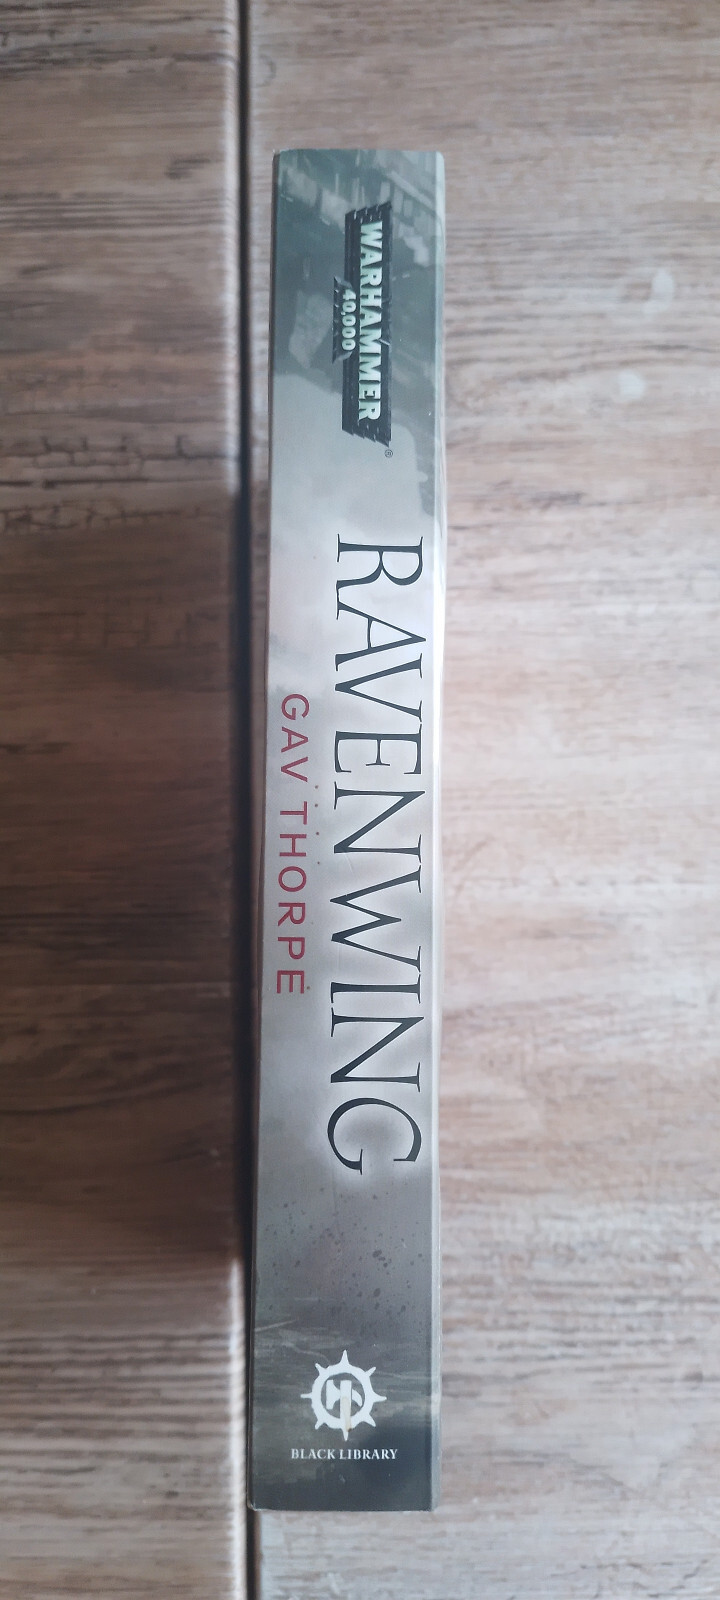 WARHAMMER®
40,000
RAVENWING
GAV THORPE
BLACK LIBRARY